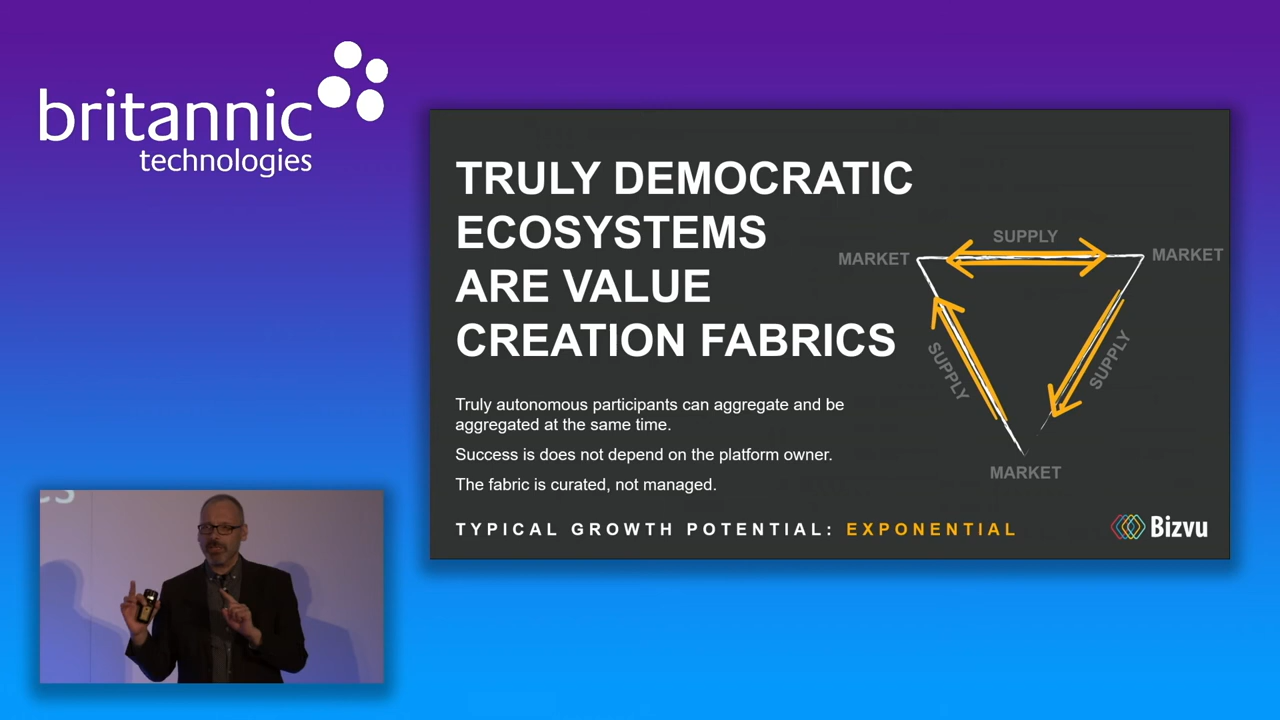 britannic
technologies
TRULY DEMOCRATIC
ECOSYSTEMS
ARE VALUE
CREATION FABRICS
Truly autonomous participants can aggregate and be
aggregated at the same time.
Success is does not depend on the platform owner.
The fabric is curated, not managed.
TYPICAL GROWTH POTENTIAL: EXPONENTIAL
SUPPLY
MARKET
MARKET
SUPPLY
SUPPLY
MARKET
Bizvu